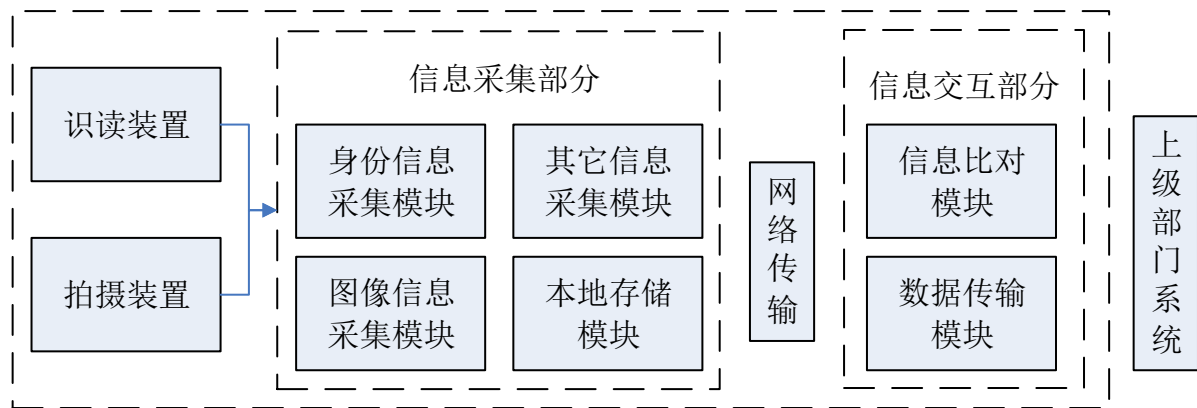 识读装置
拍摄装置
信息采集部分
身份信息
采集模块
其它信息
采集模块
图像信息
采集模块
本地存储
模块
网络传输
信息交互部分
信息比对
模块
数据传输
模块
上级部门系统